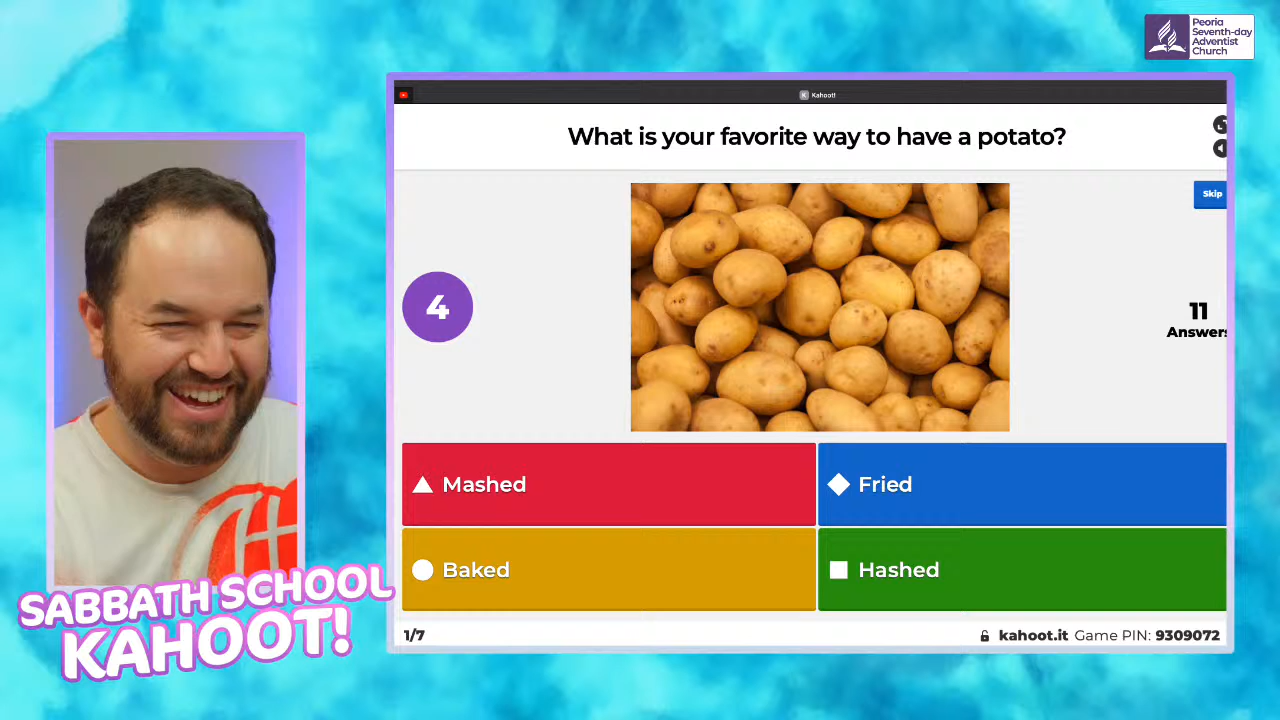 Peoria
Seventh-day
Adventist
Church
Kahoot!
What is your favorite way to have a potato?
Skip
4
11
Answers
Mashed
Fried
Baked
Hashed
SABBATH SCHOOL
KAHOOT!
1/7
kahoot.it Game PIN: 9309072